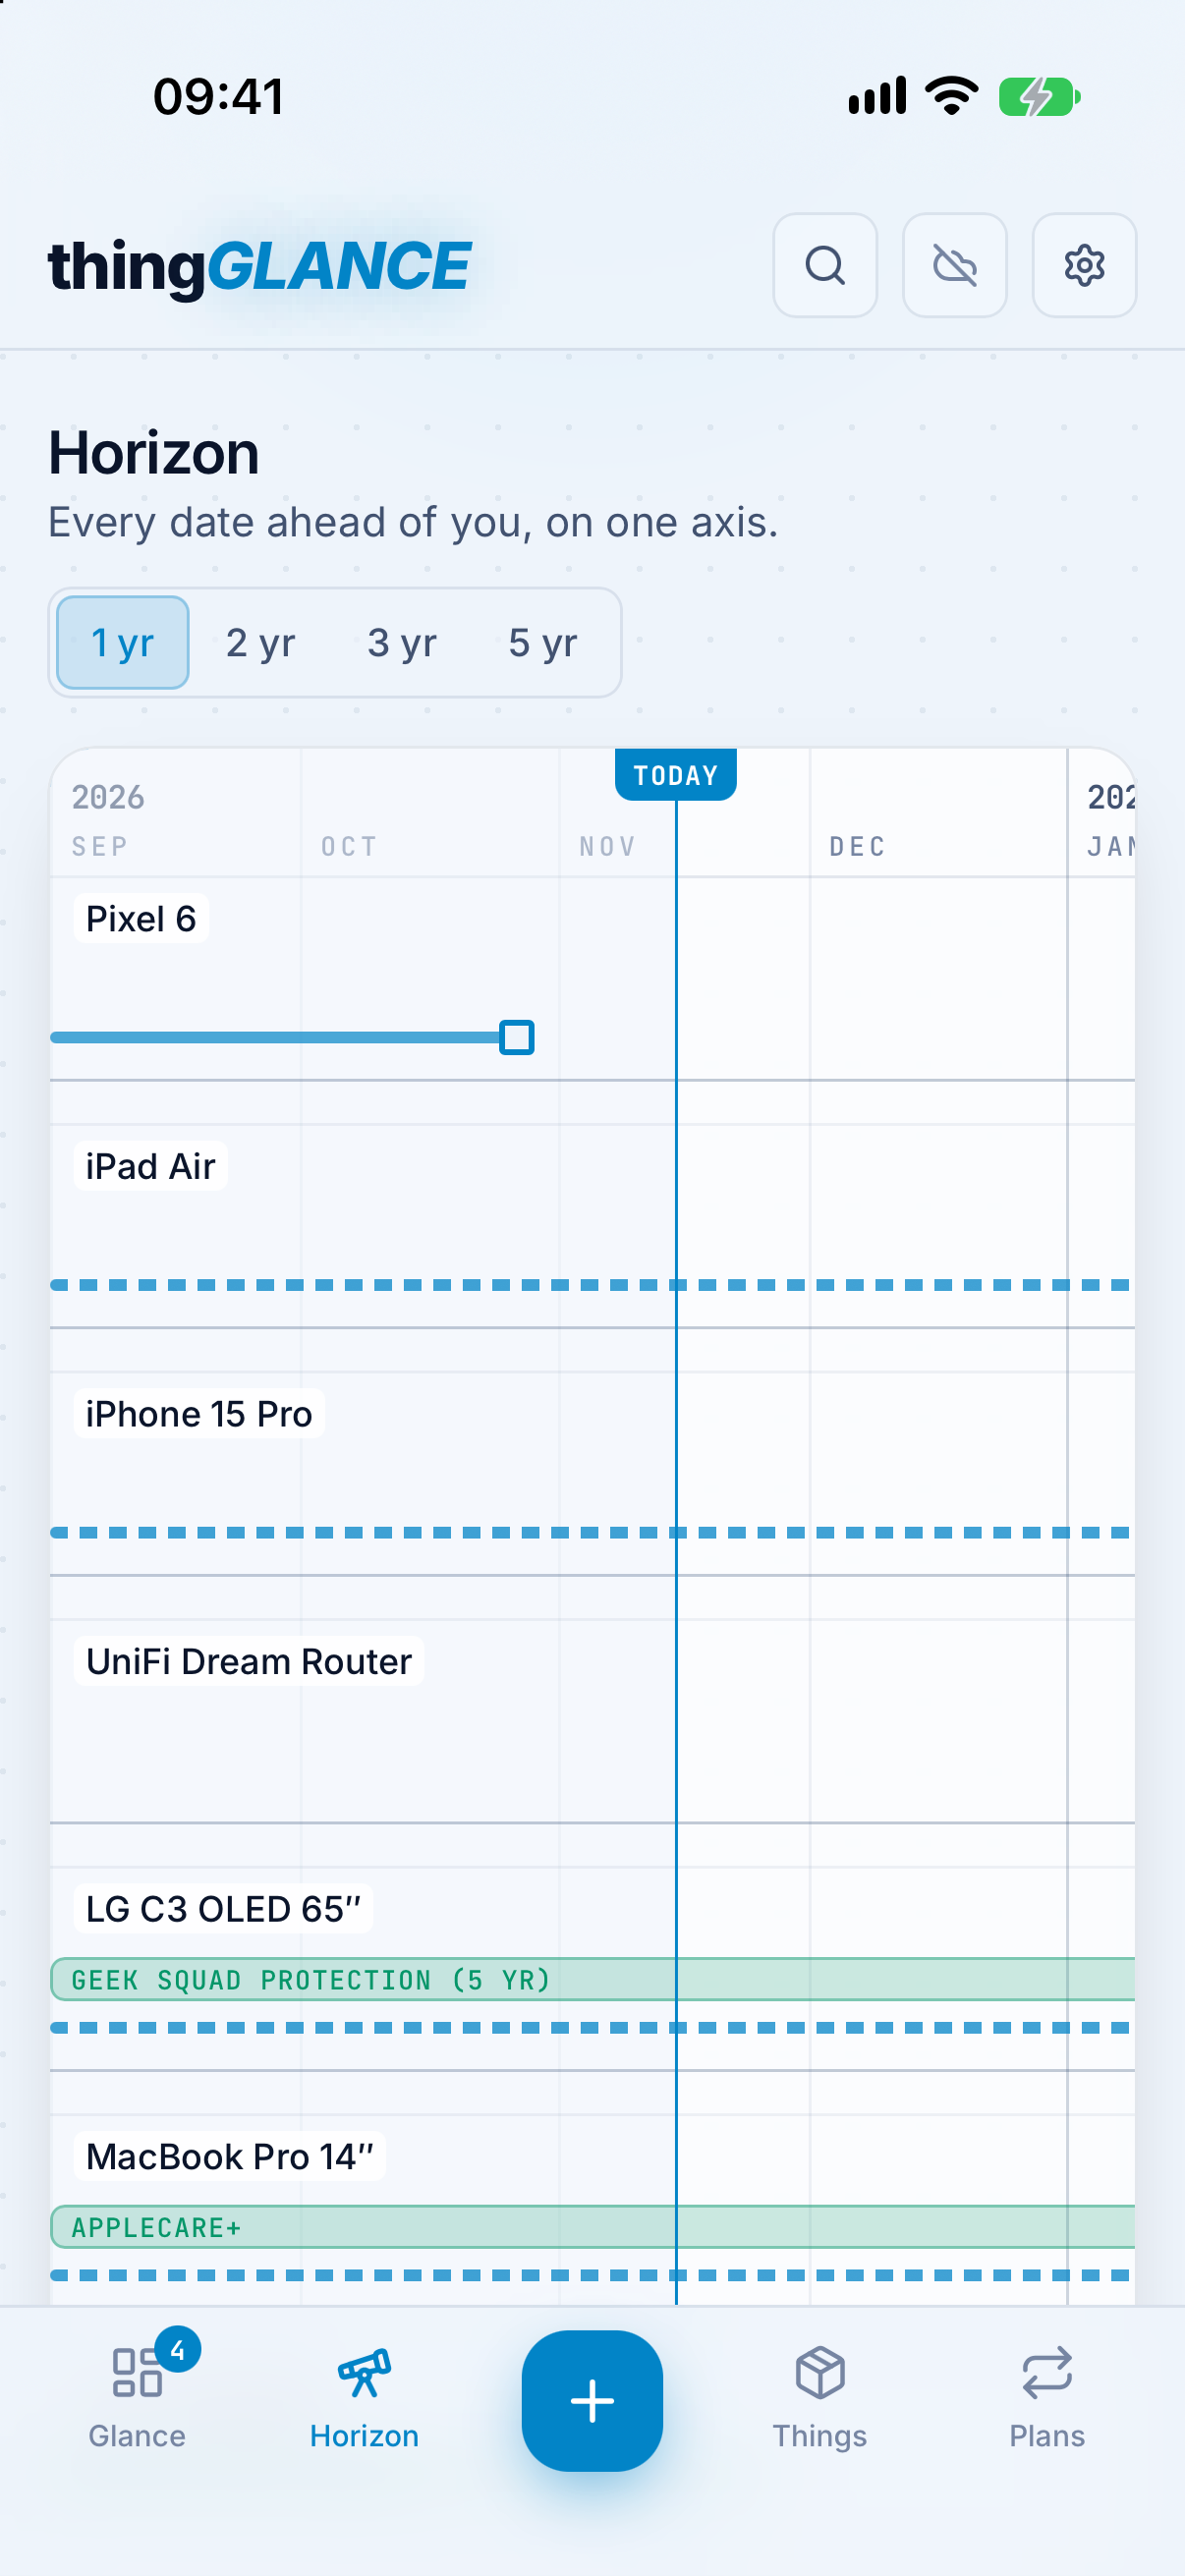 09:41
thingGLANCE
Horizon
Every date ahead of you, on one axis.
1 yr 2 yr 3 yr 5 yr
TODAY
2026 202
SEP OCT NOV DEC JAN
Pixel 6
iPad Air
iPhone 15 Pro
UniFi Dream Router
LG C3 OLED 65″
GEEK SQUAD PROTECTION (5 YR)
MacBook Pro 14″
APPLECARE+
4
Glance Horizon Things Plans